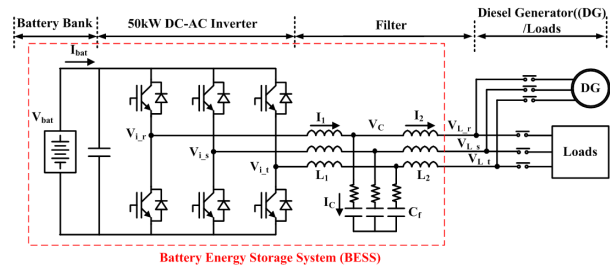 Battery Bank
50kW DC-AC Inverter
Filter
Diesel Generator((DG)
/Loads
I_bat
V_bat
V_i_r
V_i_s
V_i_t
I_1
V_C
I_2
L_1
L_2
I_C
C_f
V_L_r
V_L_s
V_L_t
DG
Loads
Battery Energy Storage System (BESS)